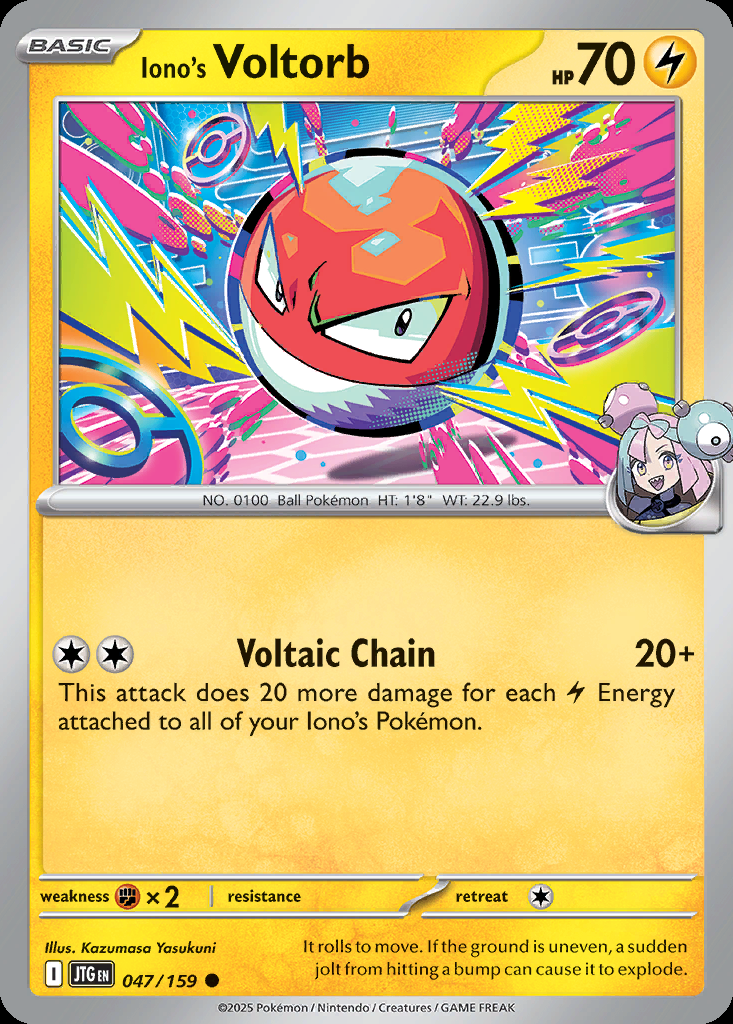 BASIC
Iono's Voltorb
HP 70
NO. 0100 Ball Pokémon HT: 1'8" WT: 22.9 lbs.
Voltaic Chain 20+
This attack does 20 more damage for each Energy
attached to all of your Iono's Pokémon.
weakness ×2 resistance retreat
Illus. Kazumasa Yasukuni
I JTG EN 047/159
It rolls to move. If the ground is uneven, a sudden
jolt from hitting a bump can cause it to explode.
©2025 Pokémon / Nintendo / Creatures / GAME FREAK